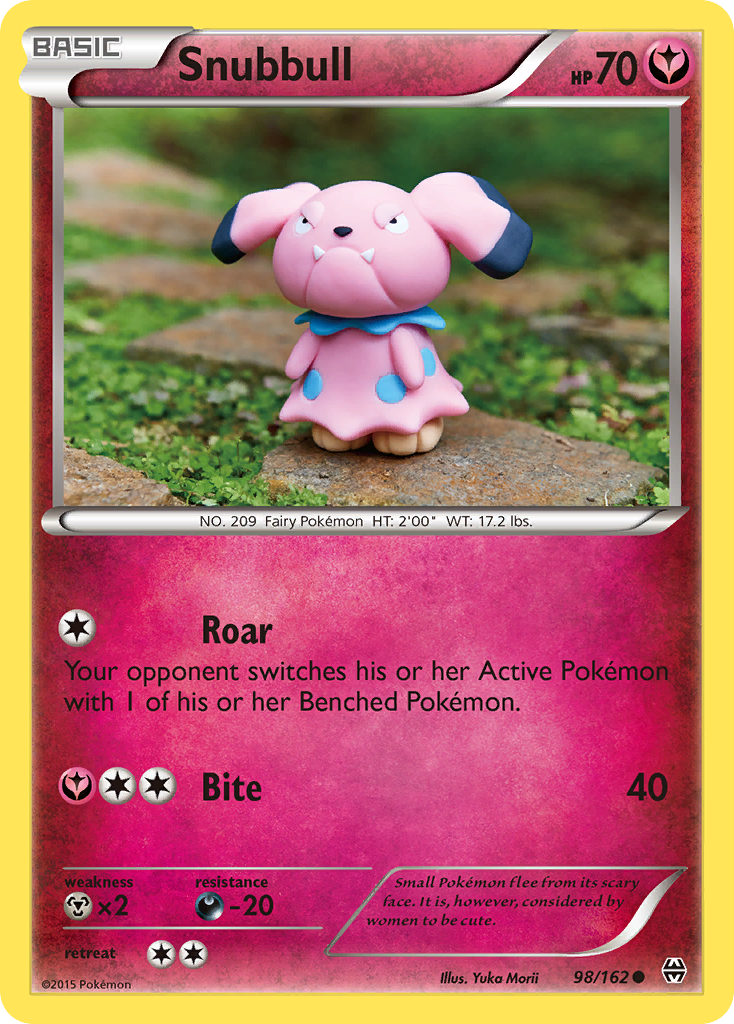 BASIC
Snubbull
HP 70
NO. 209 Fairy Pokémon HT: 2'00" WT: 17.2 lbs.
Roar
Your opponent switches his or her Active Pokémon
with 1 of his or her Benched Pokémon.
Bite 40
weakness resistance
×2 -20
Small Pokémon flee from its scary
face. It is, however, considered by
women to be cute.
retreat
©2015 Pokémon
Illus. Yuka Morii 98/162